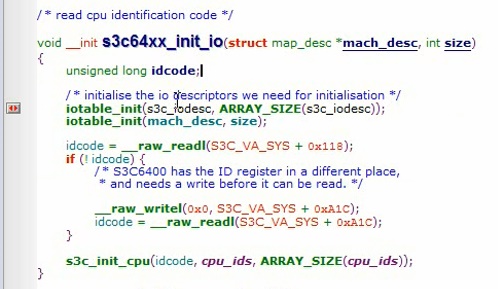 /* read cpu identification code */
void __init s3c64xx_init_io(struct map_desc *mach_desc, int size)
{
unsigned long idcode;
/* initialise the io descriptors we need for initialisation */
iotable_init(s3c_iodesc, ARRAY_SIZE(s3c_iodesc));
iotable_init(mach_desc, size);
idcode = __raw_readl(S3C_VA_SYS + 0x118);
if (! idcode) {
/* S3C6400 has the ID register in a different place,
* and needs a write before it can be read. */
__raw_writel(0x0, S3C_VA_SYS + 0xA1C);
idcode = __raw_readl(S3C_VA_SYS + 0xA1C);
}
s3c_init_cpu(idcode, cpu_ids, ARRAY_SIZE(cpu_ids));
}